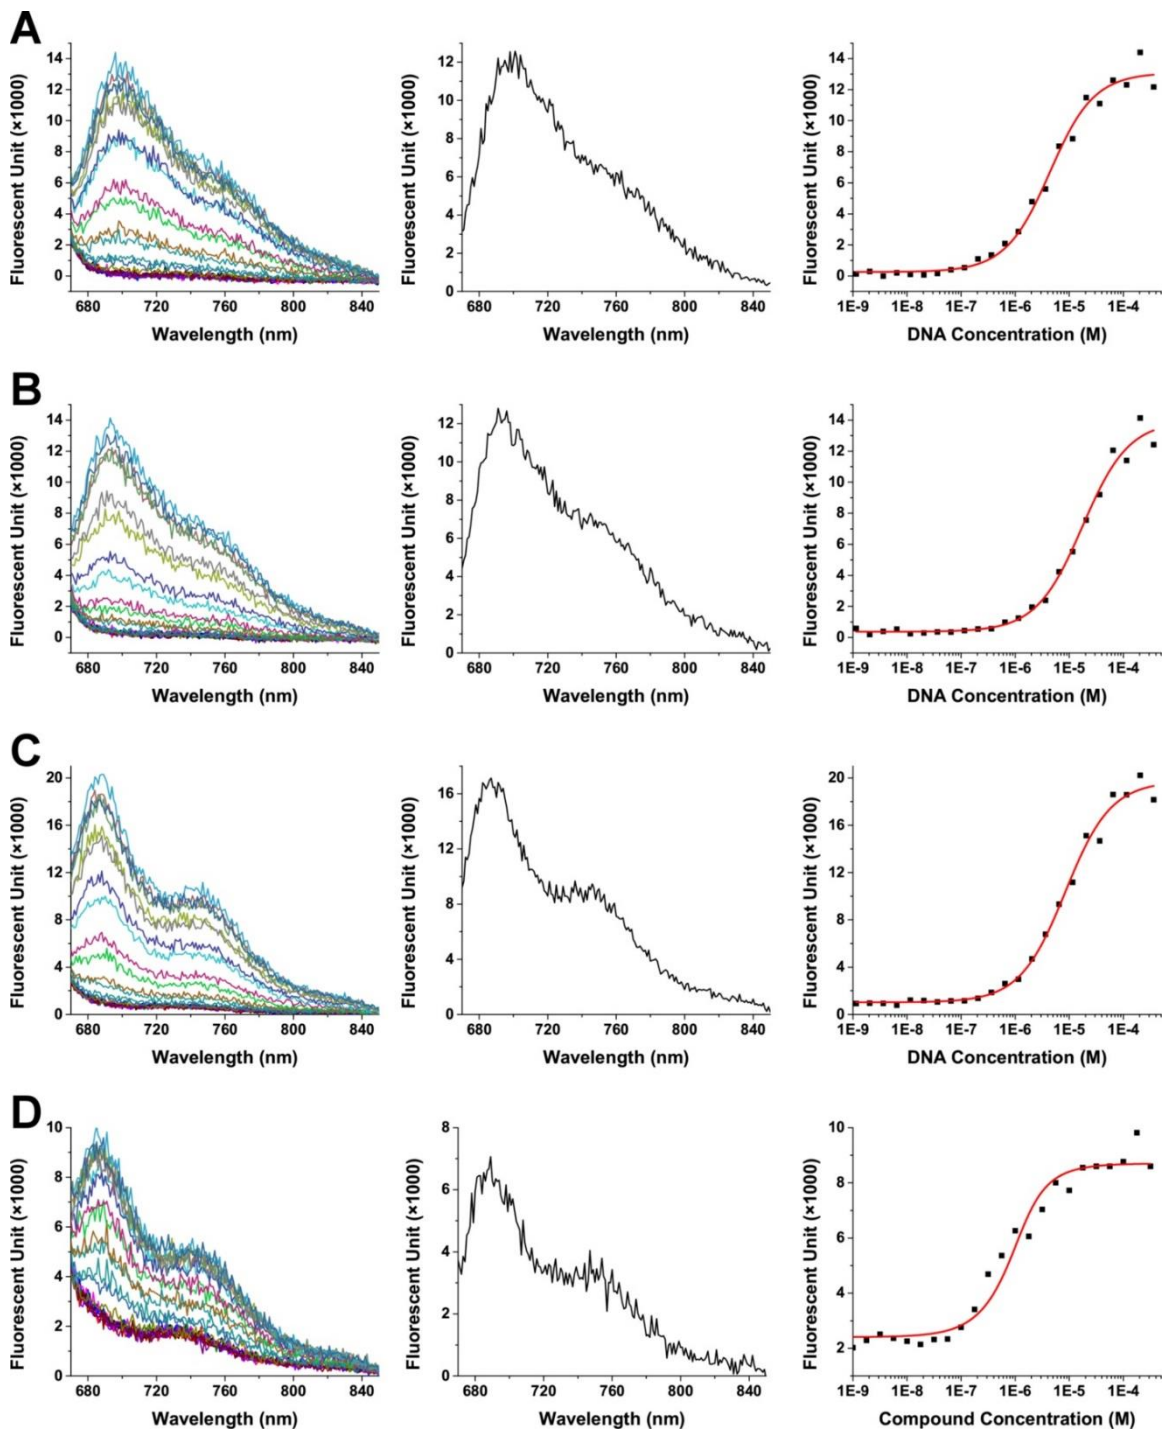 A
Fluorescent Unit (×1000)
14
12
10
8
6
4
2
0
680 720 760 800 840
Wavelength (nm)
Fluorescent Unit (×1000)
12
10
8
6
4
2
0
680 720 760 800 840
Wavelength (nm)
Fluorescent Unit (×1000)
14
12
10
8
6
4
2
0
1E-9 1E-8 1E-7 1E-6 1E-5 1E-4
DNA Concentration (M)
B
Fluorescent Unit (×1000)
14
12
10
8
6
4
2
0
680 720 760 800 840
Wavelength (nm)
Fluorescent Unit (×1000)
12
10
8
6
4
2
0
680 720 760 800 840
Wavelength (nm)
Fluorescent Unit (×1000)
14
12
10
8
6
4
2
0
1E-9 1E-8 1E-7 1E-6 1E-5 1E-4
DNA Concentration (M)
C
Fluorescent Unit (×1000)
20
16
12
8
4
0
680 720 760 800 840
Wavelength (nm)
Fluorescent Unit (×1000)
16
12
8
4
0
680 720 760 800 840
Wavelength (nm)
Fluorescent Unit (×1000)
20
16
12
8
4
0
1E-9 1E-8 1E-7 1E-6 1E-5 1E-4
DNA Concentration (M)
D
Fluorescent Unit (×1000)
10
8
6
4
2
0
680 720 760 800 840
Wavelength (nm)
Fluorescent Unit (×1000)
8
6
4
2
0
680 720 760 800 840
Wavelength (nm)
Fluorescent Unit (×1000)
10
8
6
4
2
1E-9 1E-8 1E-7 1E-6 1E-5 1E-4
Compound Concentration (M)